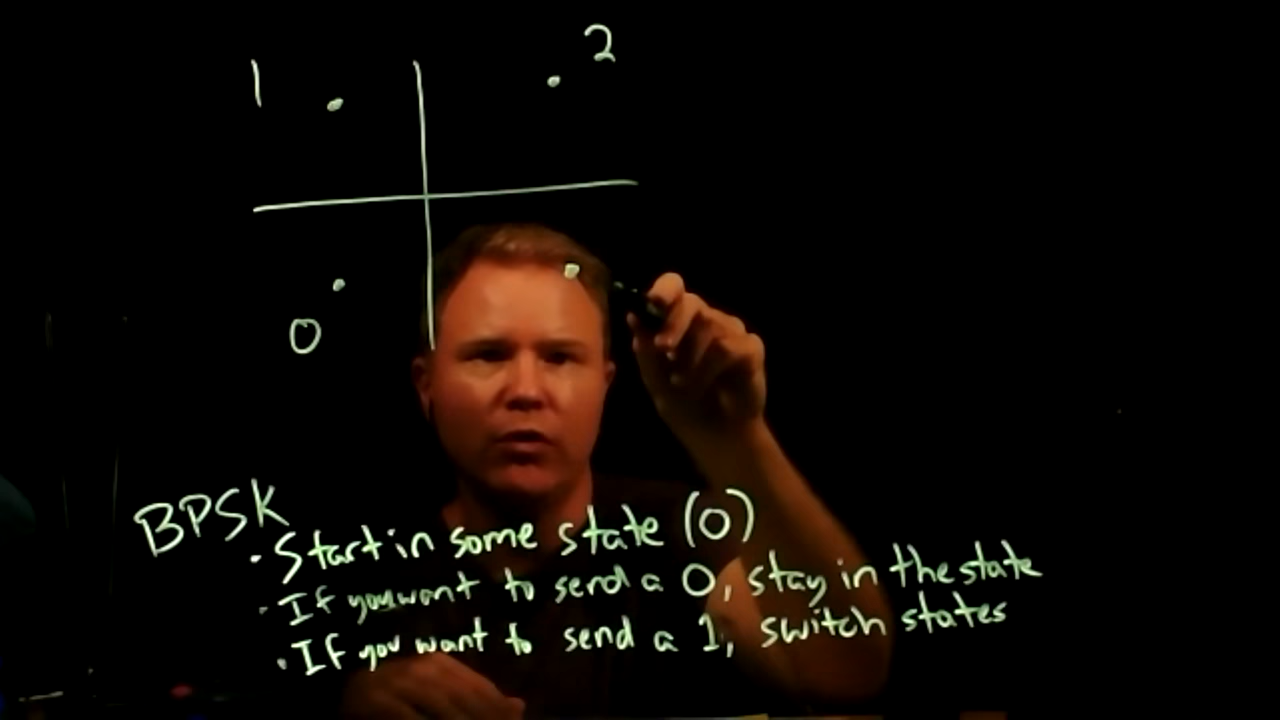 1 2
0
BPSK
• Start in some state (0)
• If you want to send a 0, stay in the state
• If you want to send a 1, switch states